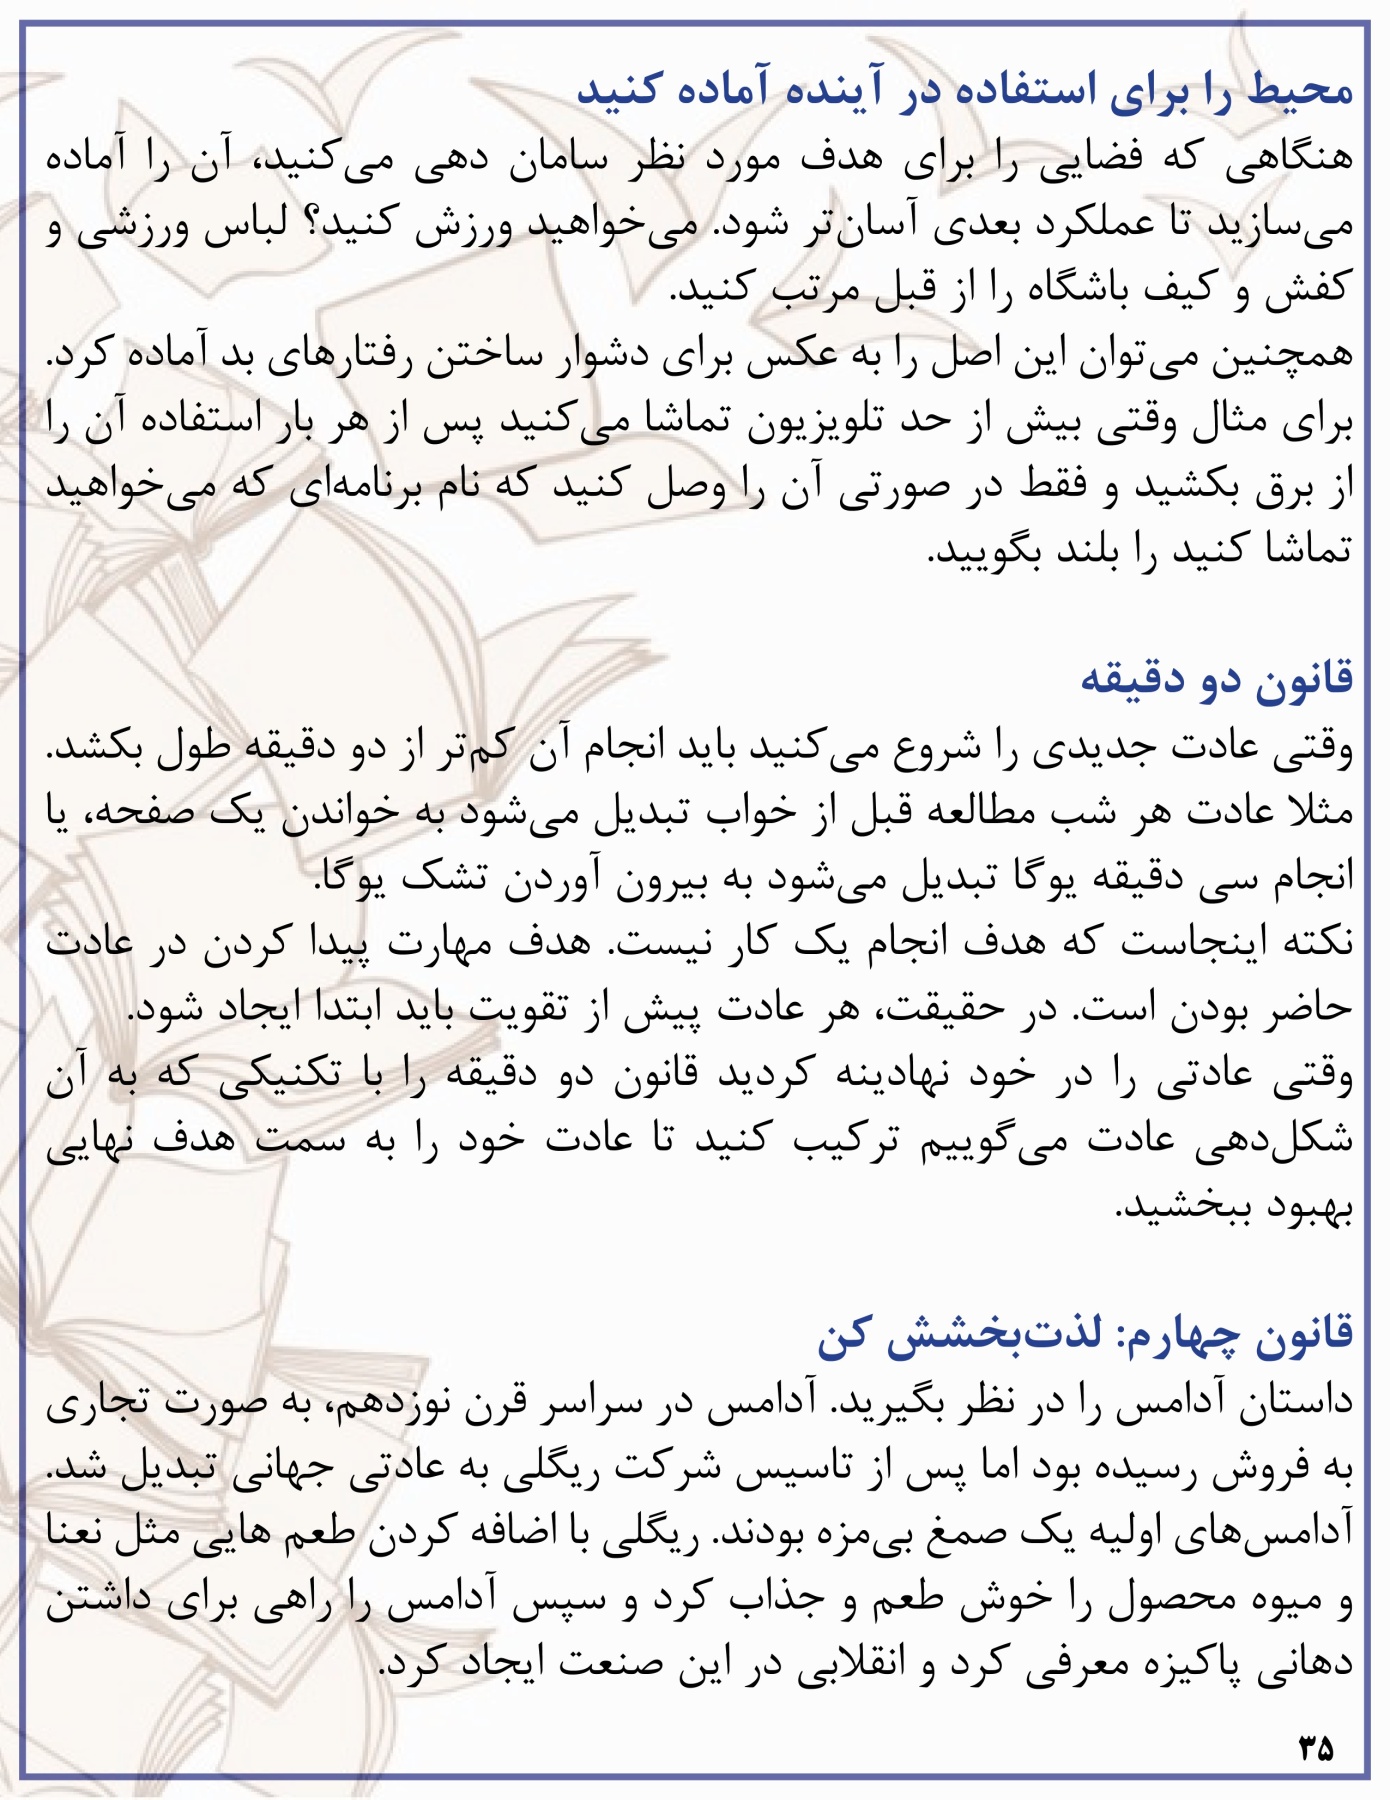 محیط را برای استفاده در آینده آماده کنید
هنگاهی که فضایی را برای هدف مورد نظر سامان دهی می‌کنید، آن را آماده
می‌سازید تا عملکرد بعدی آسان‌تر شود. می‌خواهید ورزش کنید؟ لباس ورزشی و
کفش و کیف باشگاه را از قبل مرتب کنید.
همچنین می‌توان این اصل را به عکس برای دشوار ساختن رفتارهای بد آماده کرد.
برای مثال وقتی بیش از حد تلویزیون تماشا می‌کنید پس از هر بار استفاده آن را
از برق بکشید و فقط در صورتی آن را وصل کنید که نام برنامه‌ای که می‌خواهید
تماشا کنید را بلند بگویید.
قانون دو دقیقه
وقتی عادت جدیدی را شروع می‌کنید باید انجام آن کم‌تر از دو دقیقه طول بکشد.
مثلا عادت هر شب مطالعه قبل از خواب تبدیل می‌شود به خواندن یک صفحه، یا
انجام سی دقیقه یوگا تبدیل می‌شود به بیرون آوردن تشک یوگا.
نکته اینجاست که هدف انجام یک کار نیست. هدف مهارت پیدا کردن در عادت
حاضر بودن است. در حقیقت، هر عادت پیش از تقویت باید ابتدا ایجاد شود.
وقتی عادتی را در خود نهادینه کردید قانون دو دقیقه را با تکنیکی که به آن
شکل‌دهی عادت می‌گوییم ترکیب کنید تا عادت خود را به سمت هدف نهایی
بهبود ببخشید.
قانون چهارم: لذت‌بخشش کن
داستان آدامس را در نظر بگیرید. آدامس در سراسر قرن نوزدهم، به صورت تجاری
به فروش رسیده بود اما پس از تاسیس شرکت ریگلی به عادتی جهانی تبدیل شد.
آدامس‌های اولیه یک صمغ بی‌مزه بودند. ریگلی با اضافه کردن طعم هایی مثل نعنا
و میوه محصول را خوش طعم و جذاب کرد و سپس آدامس را راهی برای داشتن
دهانی پاکیزه معرفی کرد و انقلابی در این صنعت ایجاد کرد.
۳۵